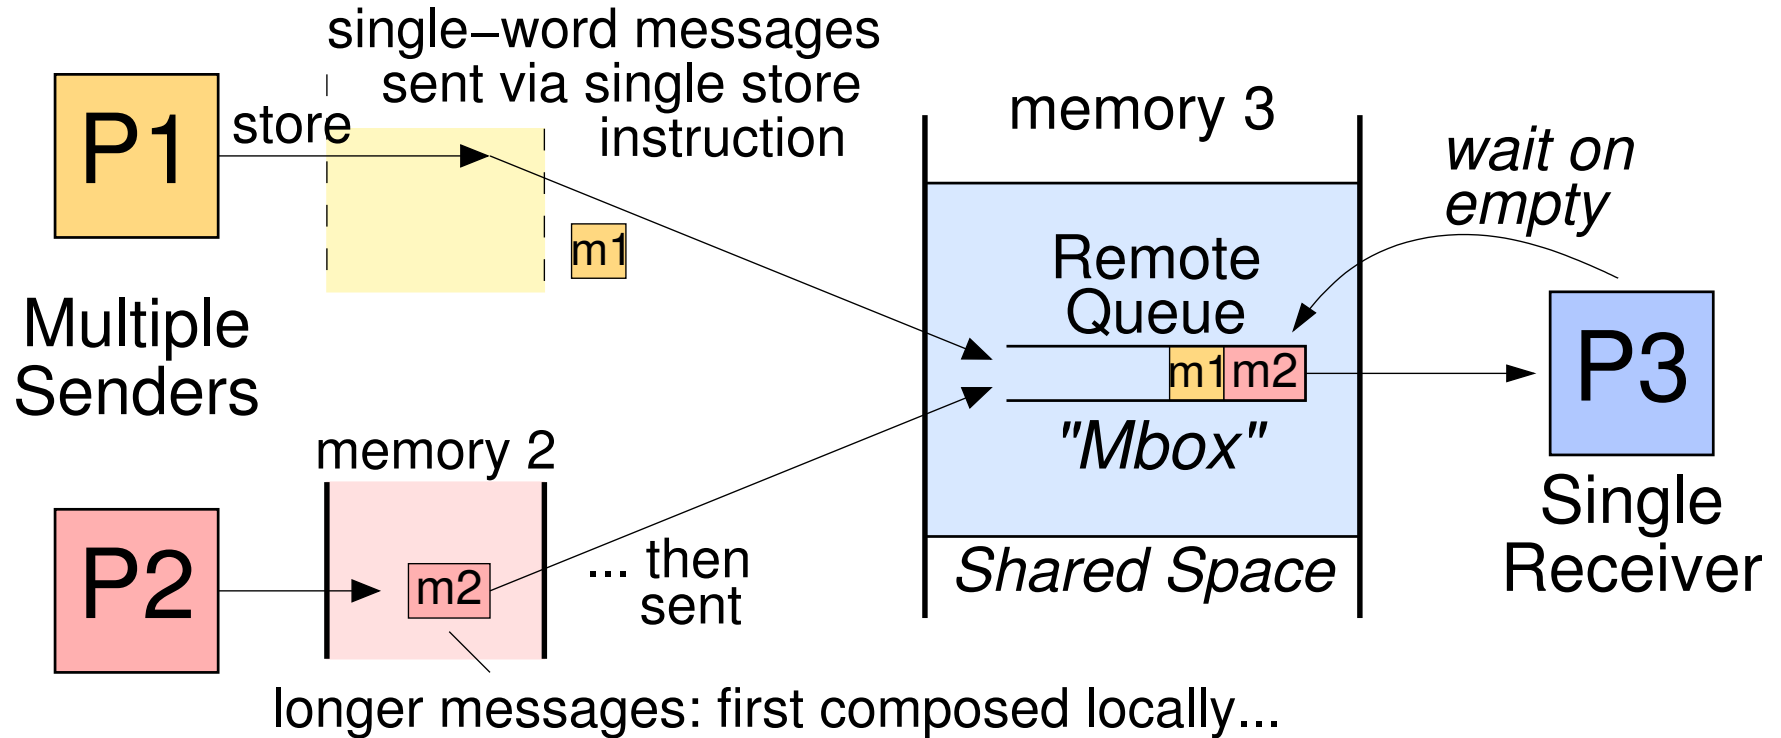 single–word messages
sent via single store
instruction
P1
store
m1
Multiple
Senders
memory 2
P2
m2
... then
sent
longer messages: first composed locally...
memory 3
Remote
Queue
m1
m2
"Mbox"
Shared Space
wait on
empty
P3
Single
Receiver